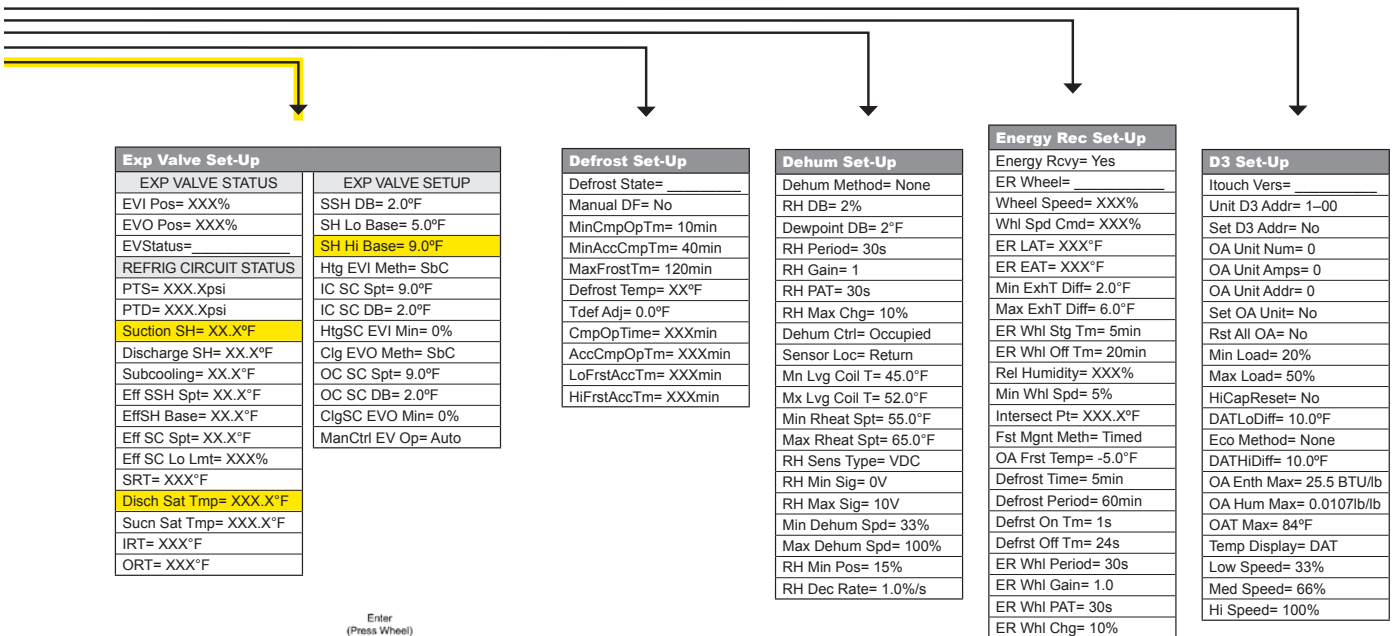 Exp Valve Set-Up
EXP VALVE STATUS
EVI Pos= XXX%
EVO Pos= XXX%
EVStatus=___________
REFRIG CIRCUIT STATUS
PTS= XXX.Xpsi
PTD= XXX.Xpsi
Suction SH= XX.XºF
Discharge SH= XX.XºF
Subcooling= XX.X°F
Eff SSH Spt= XX.X°F
EffSH Base= XX.X°F
Eff SC Spt= XX.X°F
Eff SC Lo Lmt= XXX%
SRT= XXX°F
Disch Sat Tmp= XXX.X°F
Sucn Sat Tmp= XXX.X°F
IRT= XXX°F
ORT= XXX°F
EXP VALVE SETUP
SSH DB= 2.0ºF
SH Lo Base= 5.0ºF
SH Hi Base= 9.0ºF
Htg EVI Meth= SbC
IC SC Spt= 9.0ºF
IC SC DB= 2.0ºF
HtgSC EVI Min= 0%
Clg EVO Meth= SbC
OC SC Spt= 9.0ºF
OC SC DB= 2.0ºF
ClgSC EVO Min= 0%
ManCtrl EV Op= Auto
Defrost Set-Up
Defrost State= _________
Manual DF= No
MinCmpOpTm= 10min
MinAccCmpTm= 40min
MaxFrostTm= 120min
Defrost Temp= XXºF
Tdef Adj= 0.0ºF
CmpOpTime= XXXmin
AccCmpOpTm= XXXmin
LoFrstAccTm= XXXmin
HiFrstAccTm= XXXmin
Dehum Set-Up
Dehum Method= None
RH DB= 2%
Dewpoint DB= 2°F
RH Period= 30s
RH Gain= 1
RH PAT= 30s
RH Max Chg= 10%
Dehum Ctrl= Occupied
Sensor Loc= Return
Mn Lvg Coil T= 45.0°F
Mx Lvg Coil T= 52.0°F
Min Rheat Spt= 55.0°F
Max Rheat Spt= 65.0°F
RH Sens Type= VDC
RH Min Sig= 0V
RH Max Sig= 10V
Min Dehum Spd= 33%
Max Dehum Spd= 100%
RH Min Pos= 15%
RH Dec Rate= 1.0%/s
Energy Rec Set-Up
Energy Rcvy= Yes
ER Wheel= ___________
Wheel Speed= XXX%
Whl Spd Cmd= XXX%
ER LAT= XXX°F
ER EAT= XXX°F
Min ExhT Diff= 2.0°F
Max ExhT Diff= 6.0°F
ER Whl Stg Tm= 5min
ER Whl Off Tm= 20min
Rel Humidity= XXX%
Min Whl Spd= 5%
Intersect Pt= XXX.XºF
Fst Mgnt Meth= Timed
OA Frst Temp= -5.0°F
Defrost Time= 5min
Defrost Period= 60min
Defrst On Tm= 1s
Defrst Off Tm= 24s
ER Whl Period= 30s
ER Whl Gain= 1.0
ER Whl PAT= 30s
ER Whl Chg= 10%
D3 Set-Up
Itouch Vers= __________
Unit D3 Addr= 1–00
Set D3 Addr= No
OA Unit Num= 0
OA Unit Amps= 0
OA Unit Addr= 0
Set OA Unit= No
Rst All OA= No
Min Load= 20%
Max Load= 50%
HiCapReset= No
DATLoDiff= 10.0ºF
Eco Method= None
DATHiDiff= 10.0ºF
OA Enth Max= 25.5 BTU/lb
OA Hum Max= 0.0107lb/lb
OAT Max= 84ºF
Temp Display= DAT
Low Speed= 33%
Med Speed= 66%
Hi Speed= 100%
Enter
(Press Wheel)